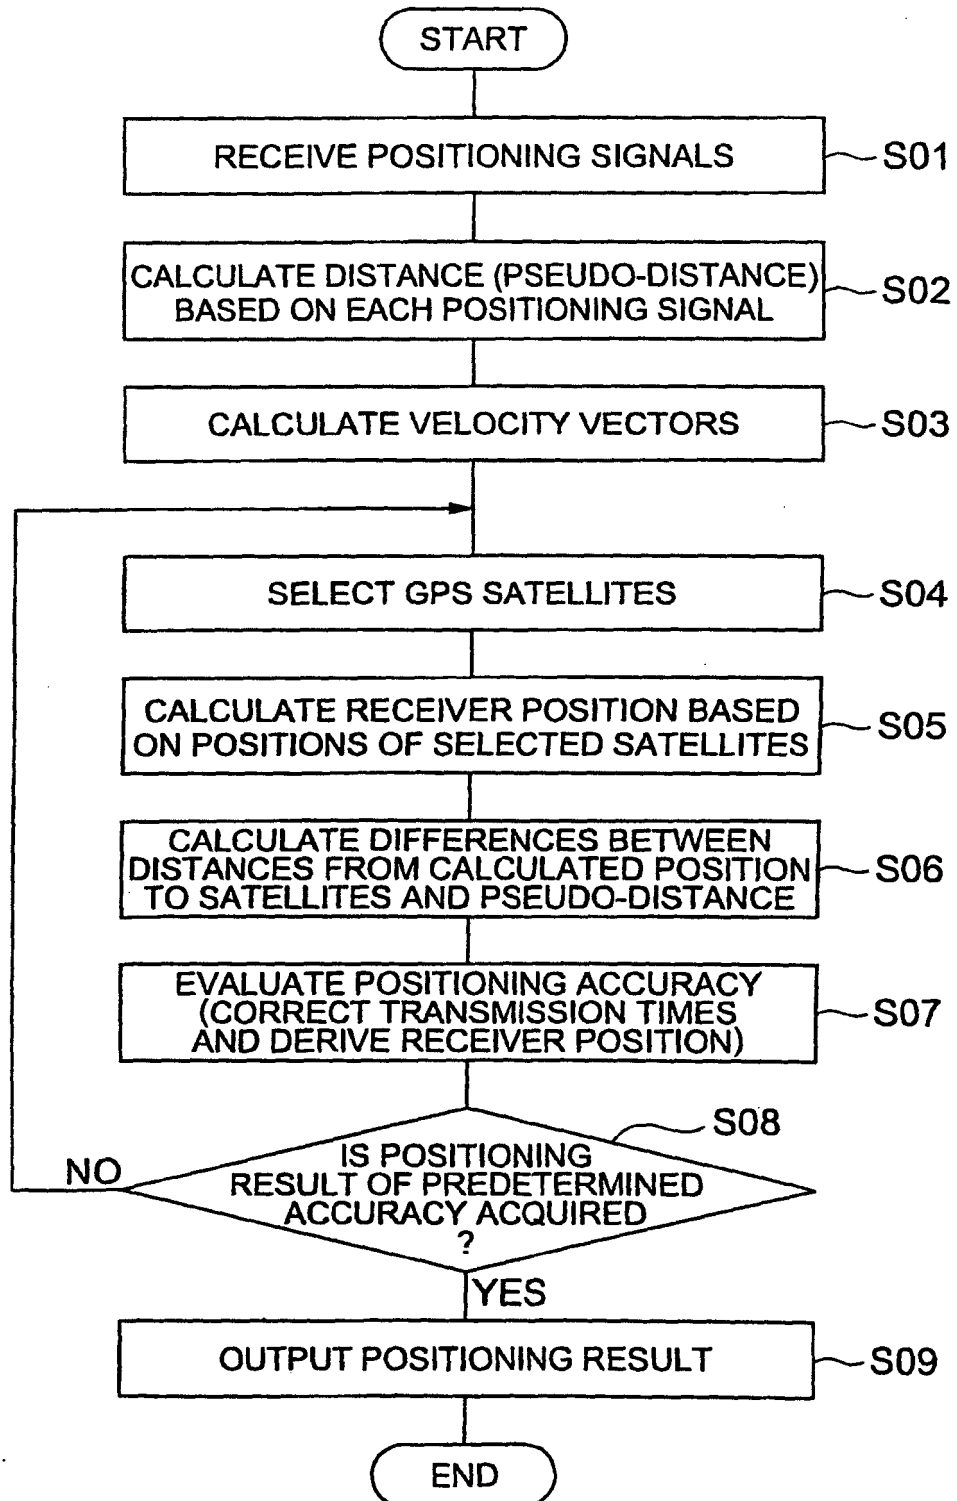 START
RECEIVE POSITIONING SIGNALS
S01
CALCULATE DISTANCE (PSEUDO-DISTANCE)
BASED ON EACH POSITIONING SIGNAL
S02
CALCULATE VELOCITY VECTORS
S03
SELECT GPS SATELLITES
S04
CALCULATE RECEIVER POSITION BASED
ON POSITIONS OF SELECTED SATELLITES
S05
CALCULATE DIFFERENCES BETWEEN
DISTANCES FROM CALCULATED POSITION
TO SATELLITES AND PSEUDO-DISTANCE
S06
EVALUATE POSITIONING ACCURACY
(CORRECT TRANSMISSION TIMES
AND DERIVE RECEIVER POSITION)
S07
S08
IS POSITIONING
RESULT OF PREDETERMINED
ACCURACY ACQUIRED
?
NO
YES
OUTPUT POSITIONING RESULT
S09
END